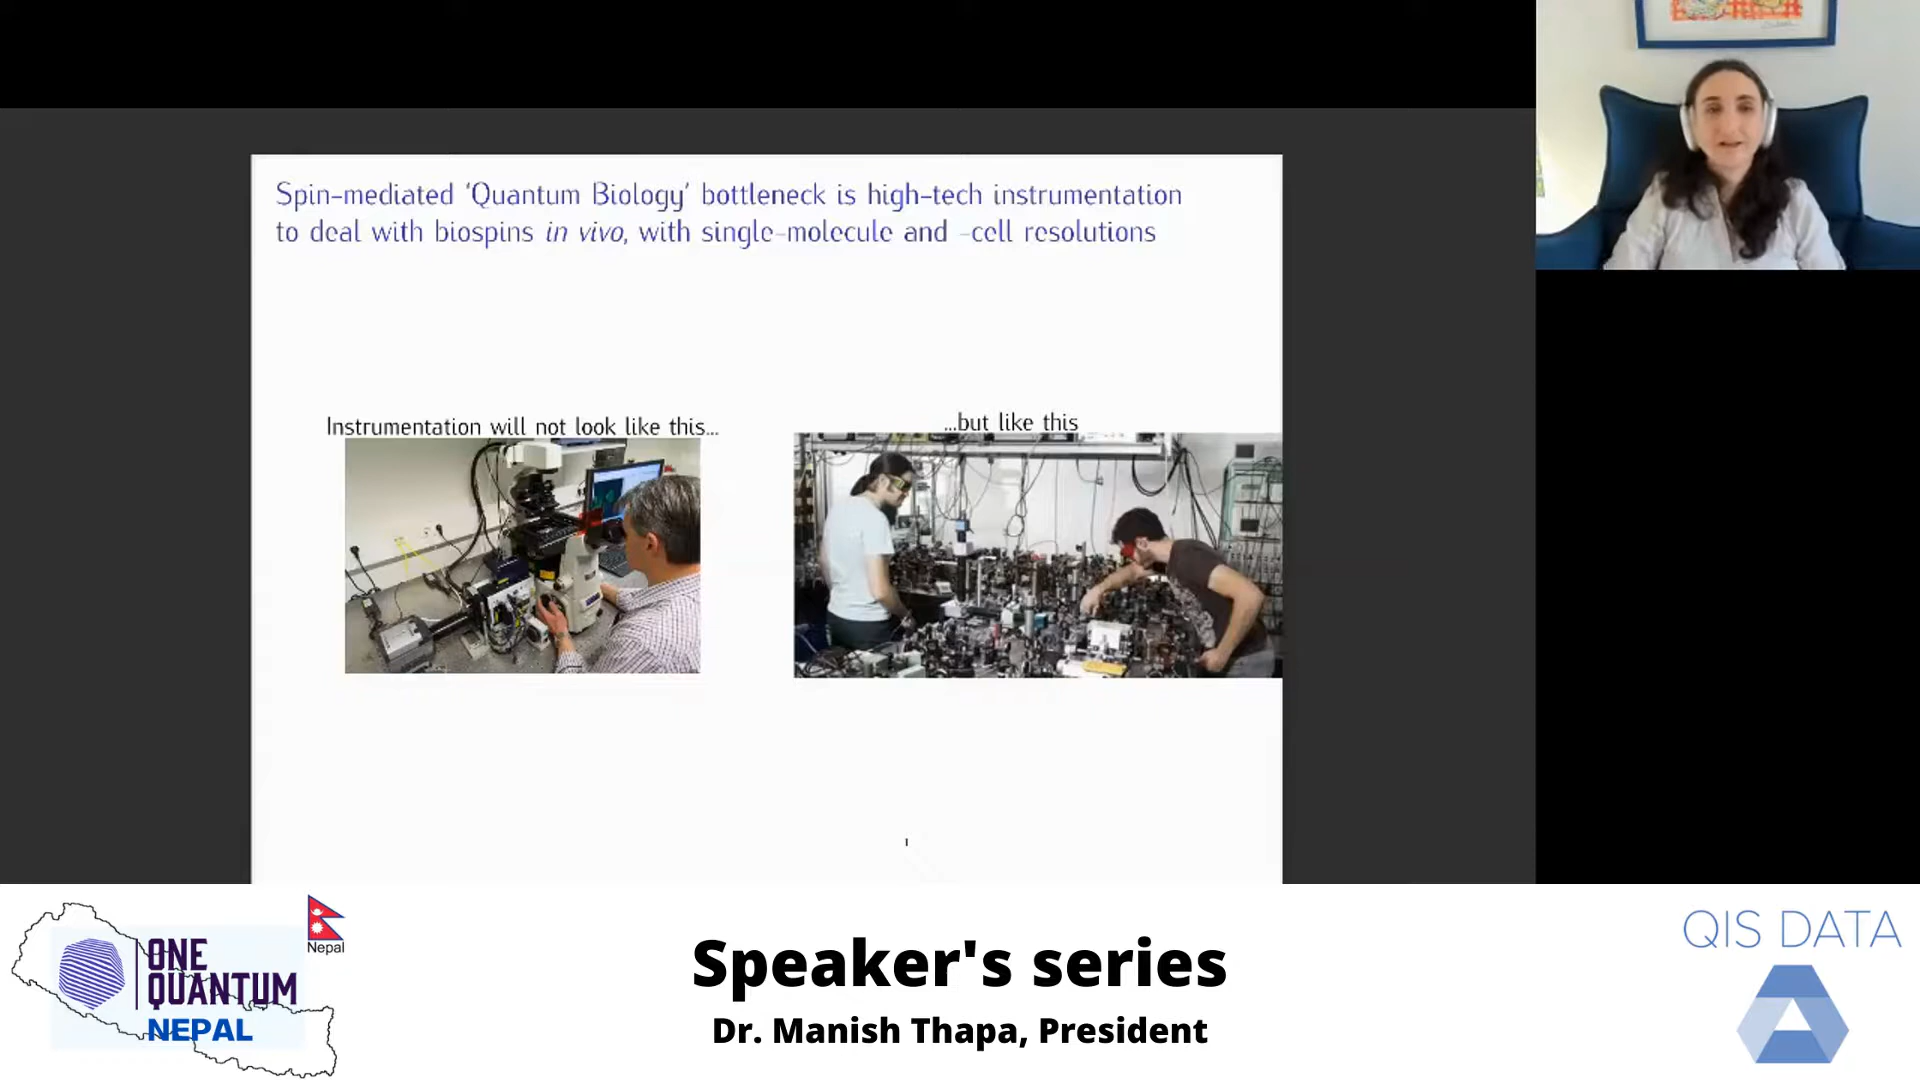 Spin-mediated ‘Quantum Biology’ bottleneck is high-tech instrumentation
to deal with biospins in vivo, with single-molecule and -cell resolutions
Instrumentation will not look like this...
...but like this
Nepal
ONE
QUANTUM
NEPAL
Speaker's series
Dr. Manish Thapa, President
QIS DATA